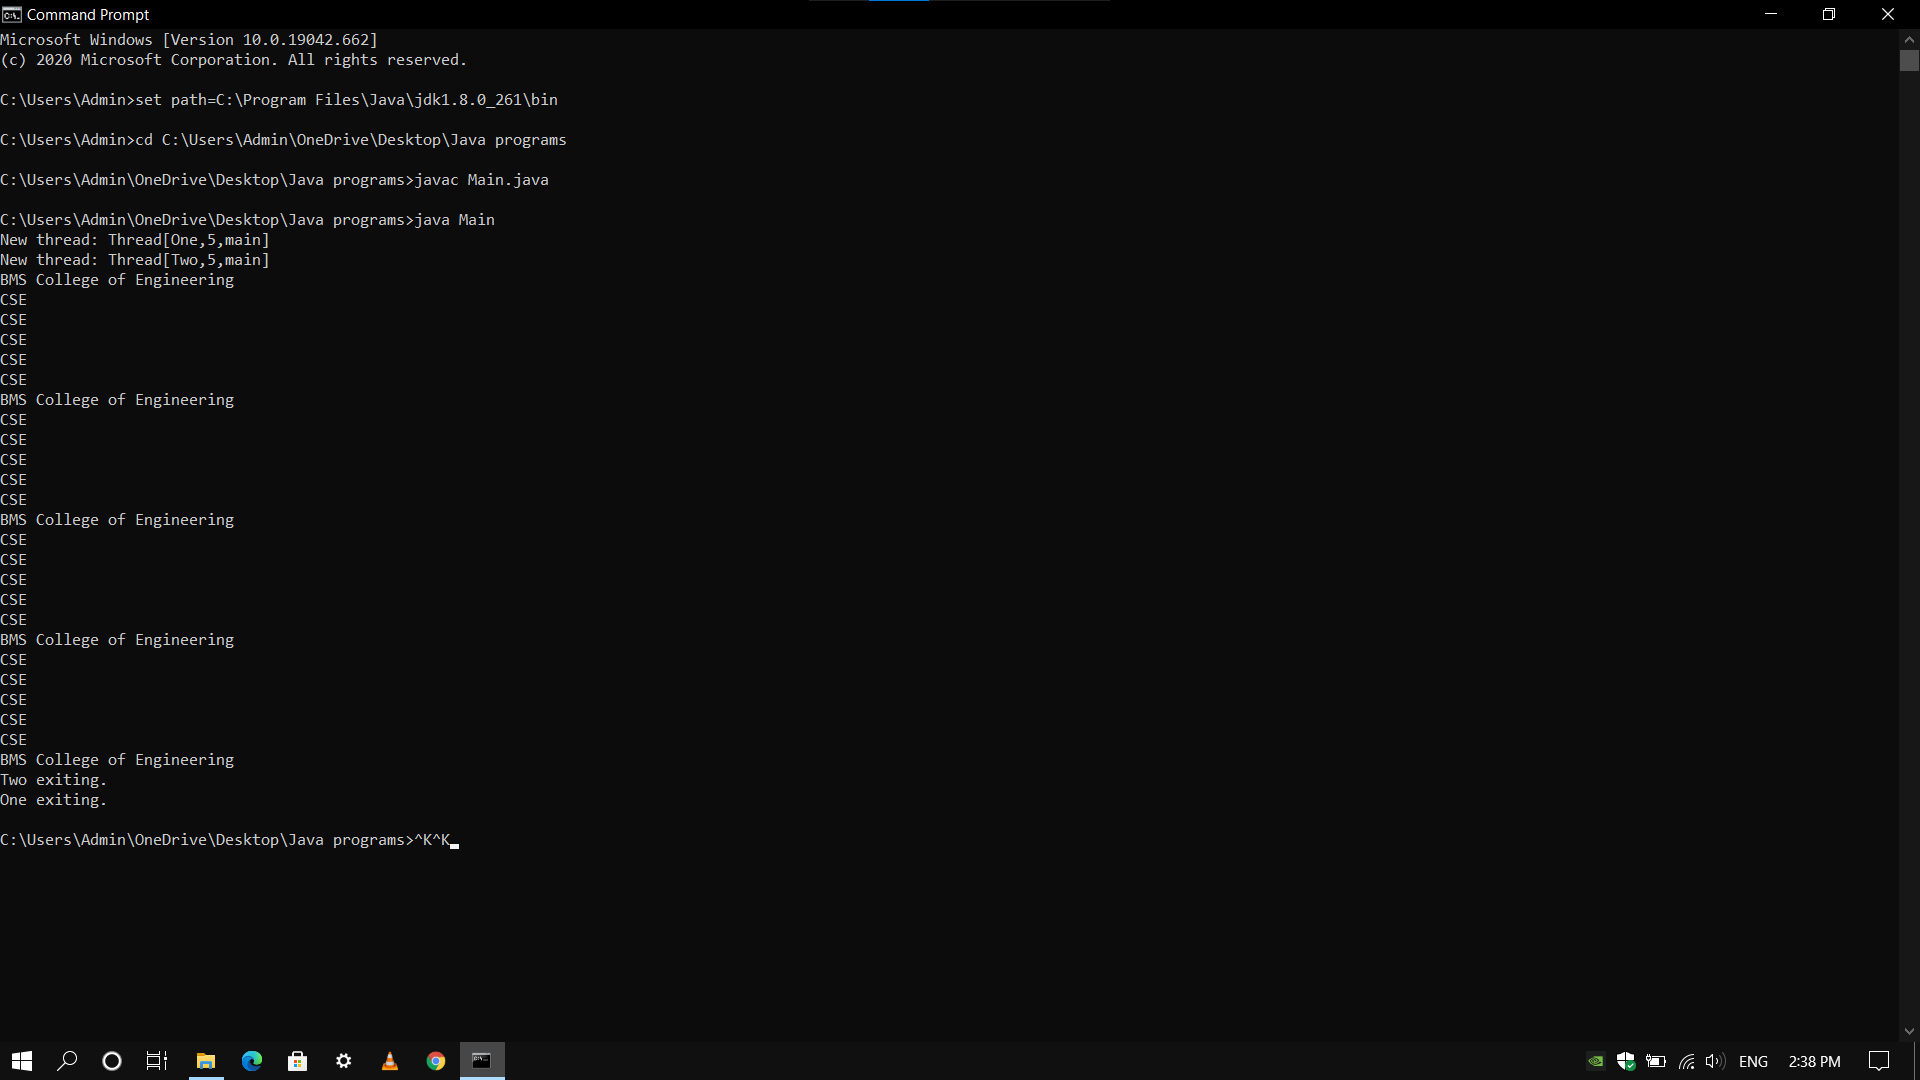 Command Prompt
Microsoft Windows [Version 10.0.19042.662]
(c) 2020 Microsoft Corporation. All rights reserved.
C:\Users\Admin>set path=C:\Program Files\Java\jdk1.8.0_261\bin
C:\Users\Admin>cd C:\Users\Admin\OneDrive\Desktop\Java programs
C:\Users\Admin\OneDrive\Desktop\Java programs>javac Main.java
C:\Users\Admin\OneDrive\Desktop\Java programs>java Main
New thread: Thread[One,5,main]
New thread: Thread[Two,5,main]
BMS College of Engineering
CSE
CSE
CSE
CSE
CSE
BMS College of Engineering
CSE
CSE
CSE
CSE
CSE
BMS College of Engineering
CSE
CSE
CSE
CSE
CSE
BMS College of Engineering
CSE
CSE
CSE
CSE
CSE
BMS College of Engineering
Two exiting.
One exiting.
C:\Users\Admin\OneDrive\Desktop\Java programs>^K^K
ENG 2:38 PM